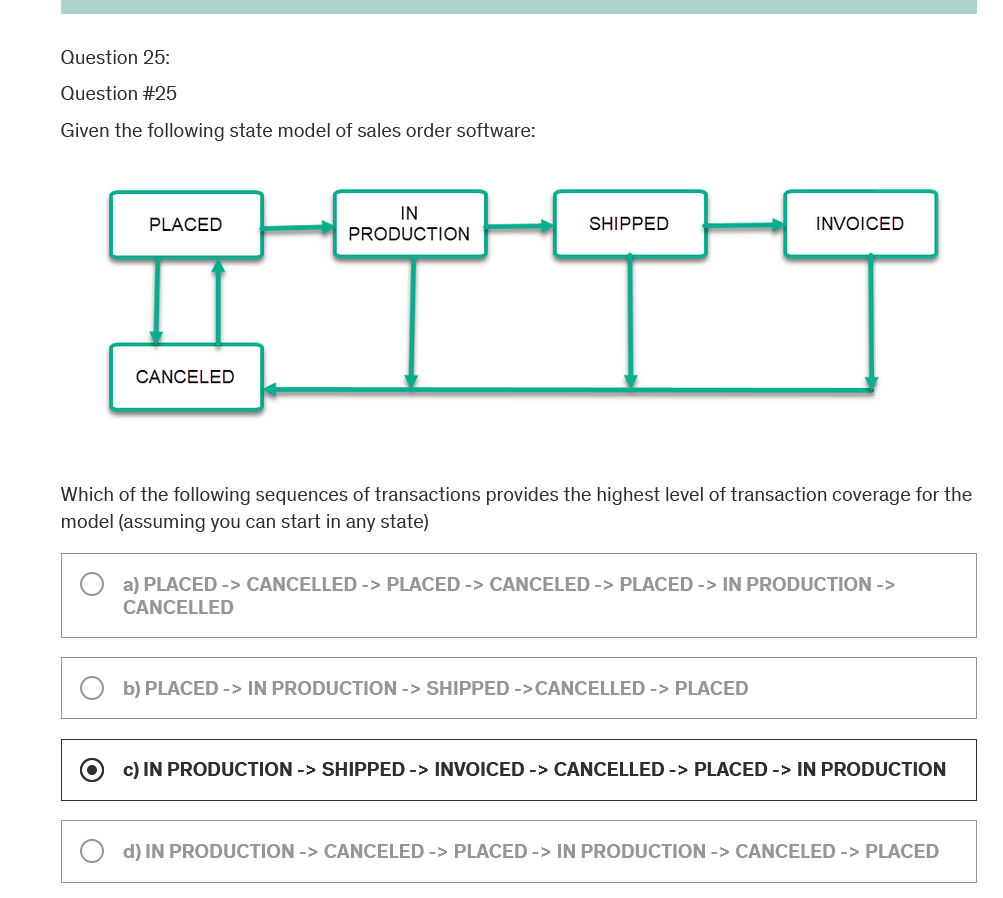 Question 25:
Question #25
Given the following state model of sales order software:
PLACED
IN
PRODUCTION
SHIPPED
INVOICED
CANCELED
Which of the following sequences of transactions provides the highest level of transaction coverage for the
model (assuming you can start in any state)
a) PLACED -> CANCELLED -> PLACED -> CANCELED -> PLACED -> IN PRODUCTION ->
CANCELLED
b) PLACED -> IN PRODUCTION -> SHIPPED ->CANCELLED -> PLACED
c) IN PRODUCTION -> SHIPPED -> INVOICED -> CANCELLED -> PLACED -> IN PRODUCTION
d) IN PRODUCTION -> CANCELED -> PLACED -> IN PRODUCTION -> CANCELED -> PLACED